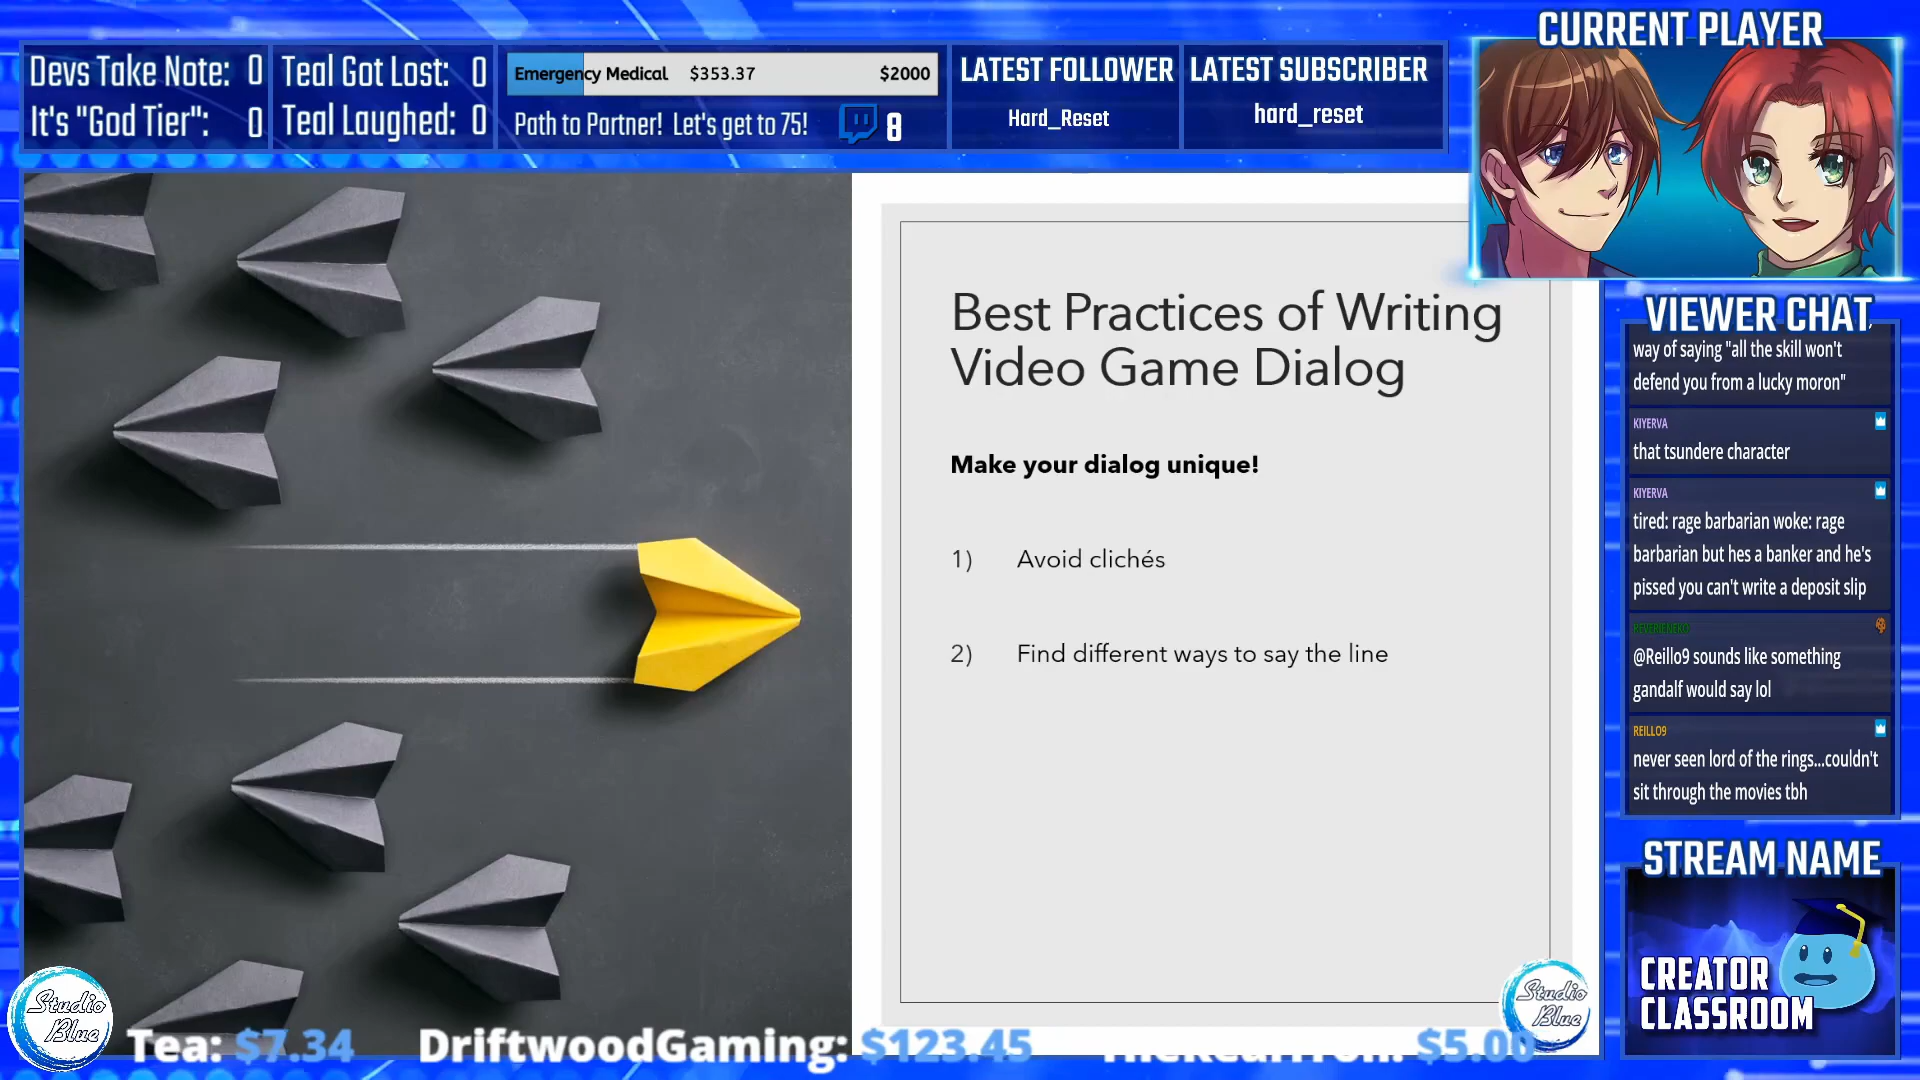 CURRENT PLAYER
Devs Take Note: 0
It's "God Tier": 0
Teal Got Lost: 0
Teal Laughed: 0
Emergency Medical $353.37 $2000
Path to Partner! Let's get to 75! 8
LATEST FOLLOWER
Hard_Reset
LATEST SUBSCRIBER
hard_reset
Best Practices of Writing
Video Game Dialog
Make your dialog unique!
1) Avoid clichés
2) Find different ways to say the line
VIEWER CHAT
way of saying "all the skill won't
defend you from a lucky moron"
KIYERVA
that tsundere character
KIYERVA
tired: rage barbarian woke: rage
barbarian but hes a banker and he's
pissed you can't write a deposit slip
@Reillo9 sounds like something
gandalf would say lol
REILLO9
never seen lord of the rings...couldn't
sit through the movies tbh
STREAM NAME
CREATOR
CLASSROOM
Studio
Blue
Studio
Blue
Tea: $7.34 DriftwoodGaming: $123.45 $5.00